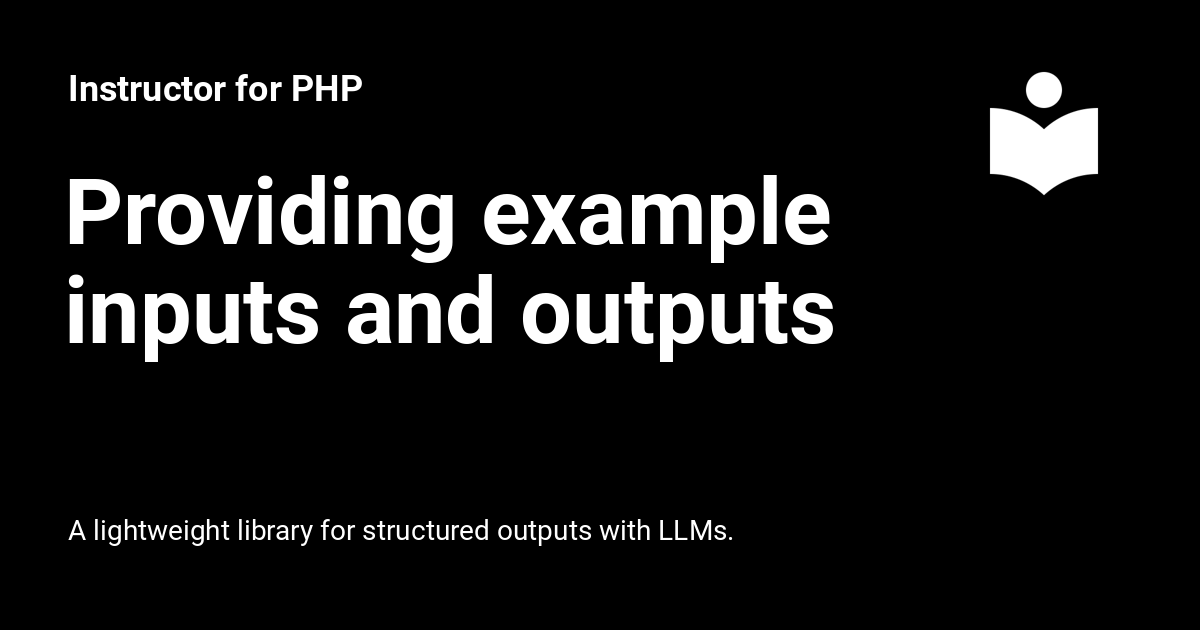 Instructor for PHP
Providing example
inputs and outputs
A lightweight library for structured outputs with LLMs.